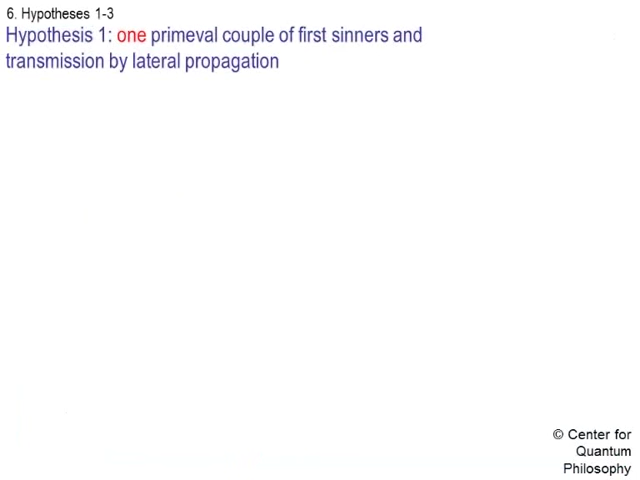 6. Hypotheses 1-3
Hypothesis 1: one primeval couple of first sinners and
transmission by lateral propagation
© Center for
Quantum
Philosophy